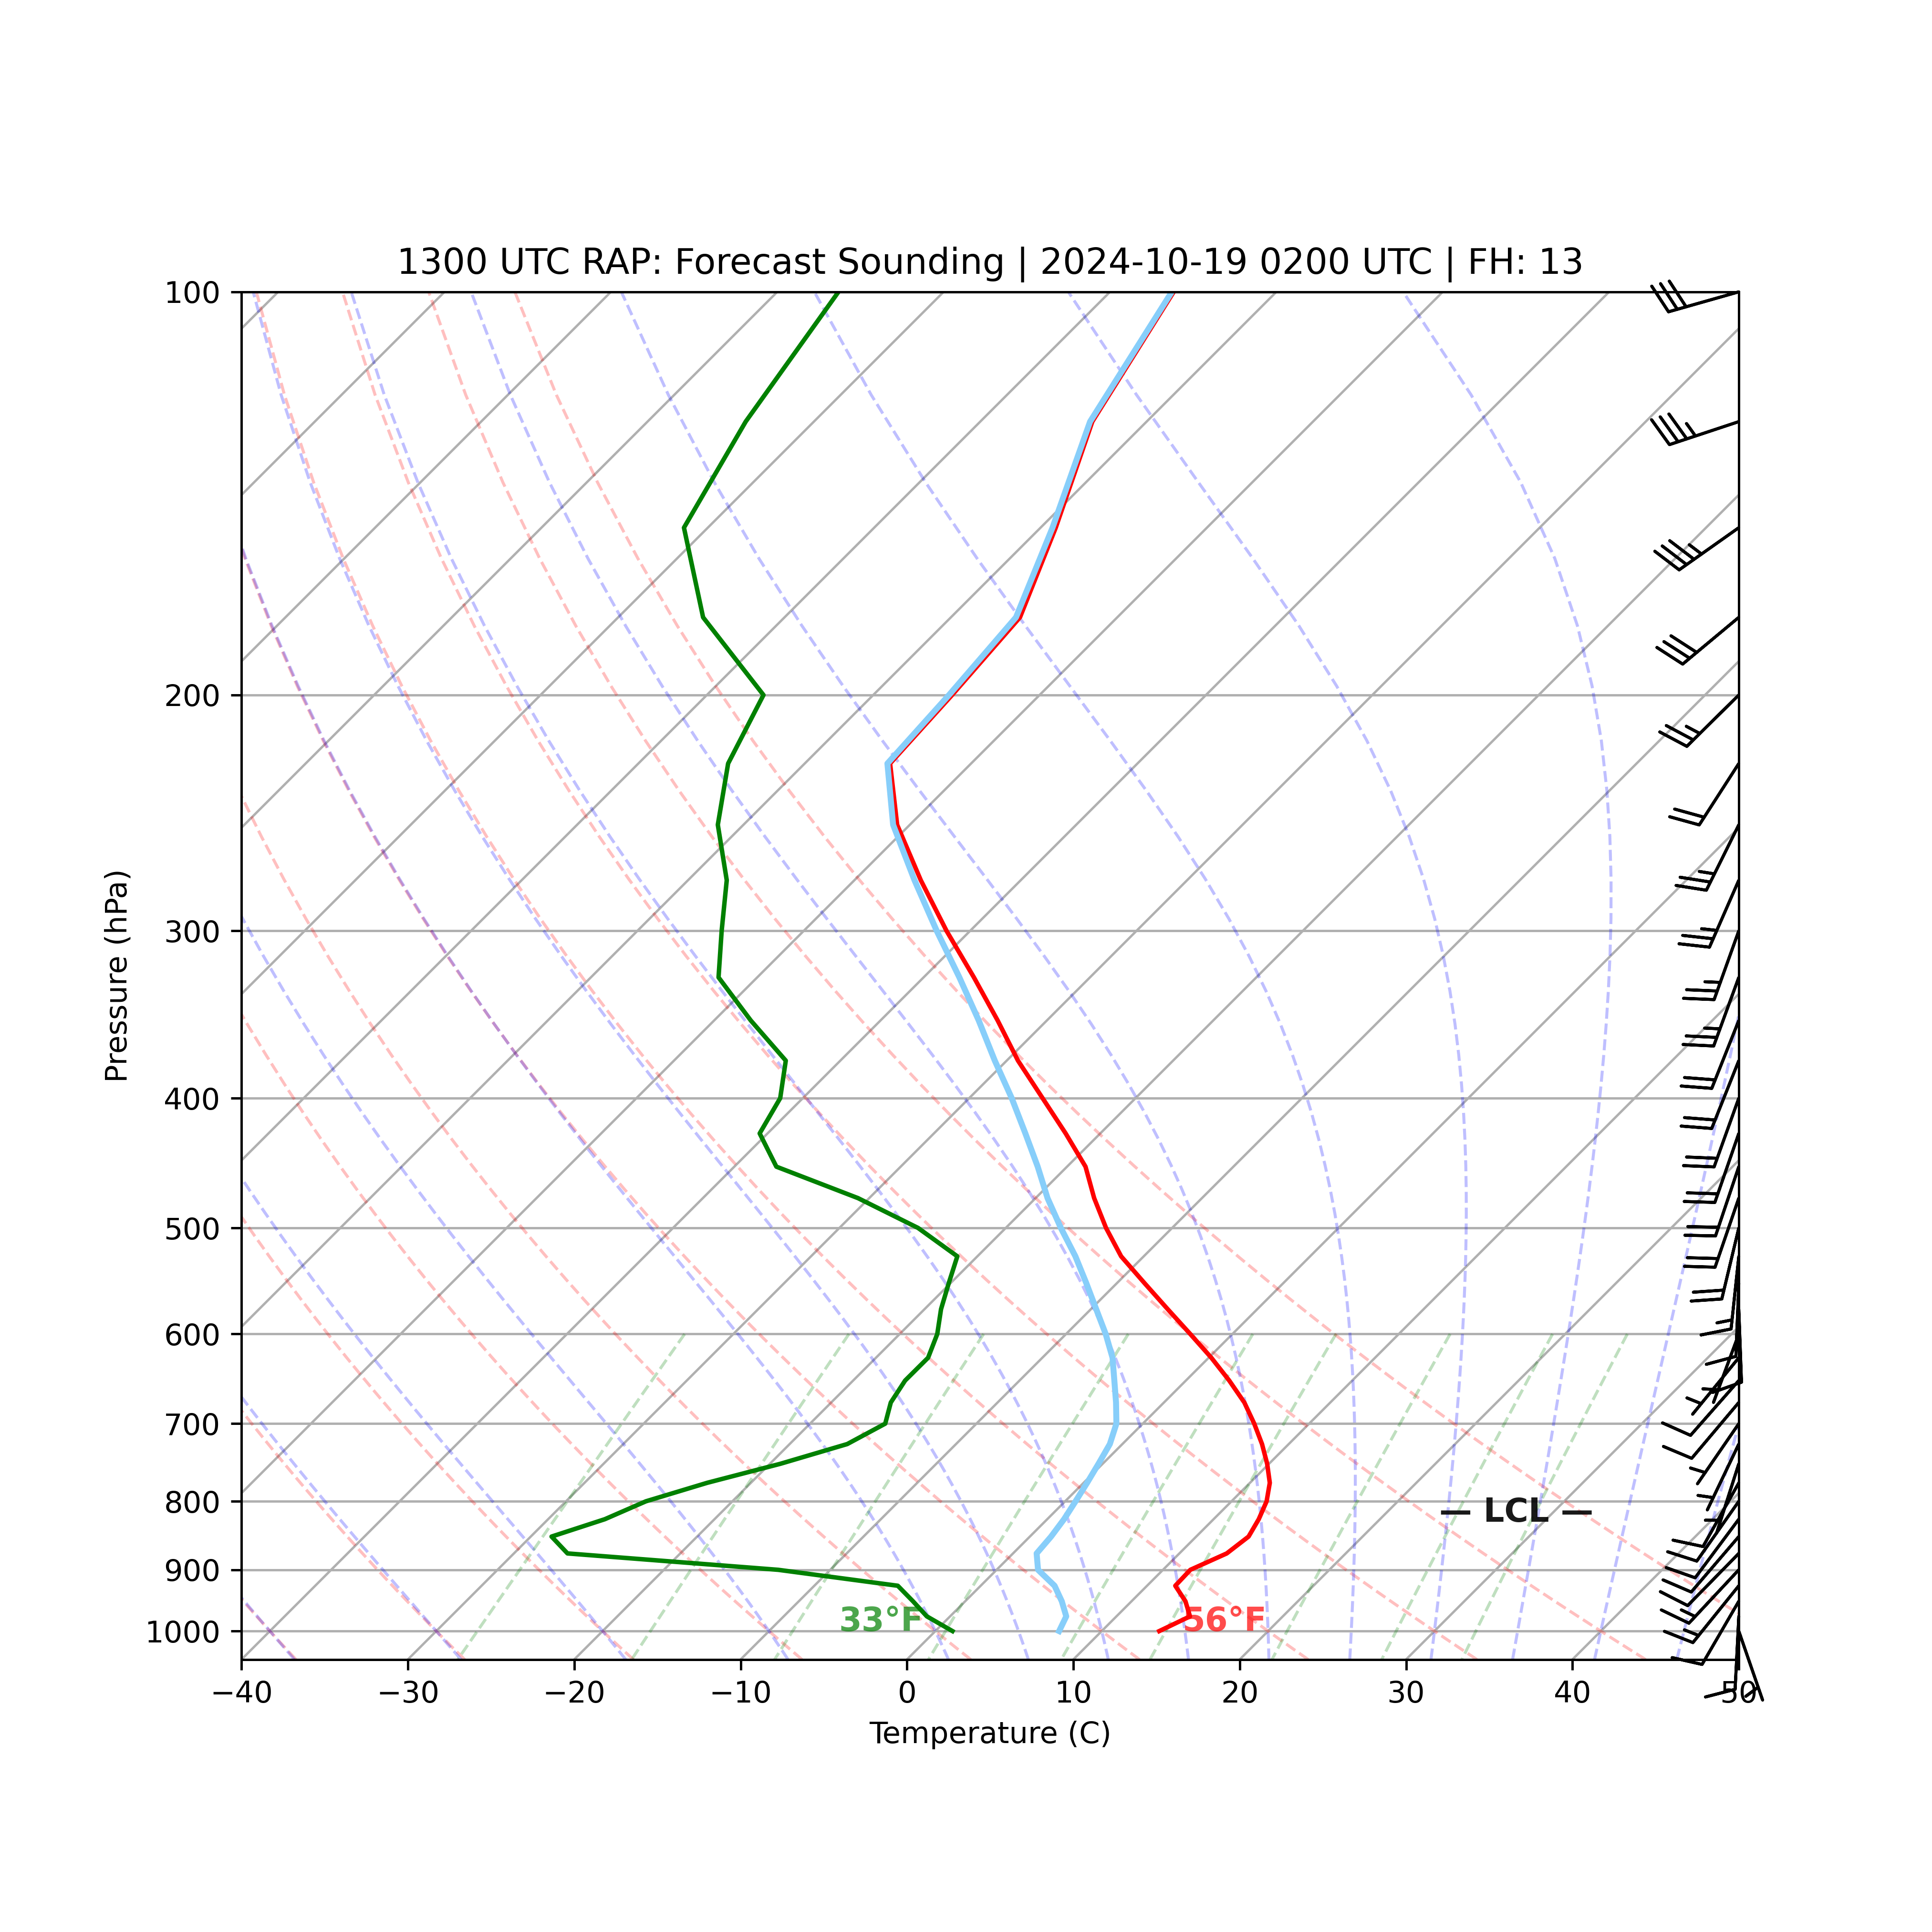 1300 UTC RAP: Forecast Sounding | 2024-10-19 0200 UTC | FH: 13
100
200
300
400
500
600
700
800
900
1000
Pressure (hPa)
— LCL —
33°F
56°F
−40 −30 −20 −10 0 10 20 30 40 50
Temperature (C)